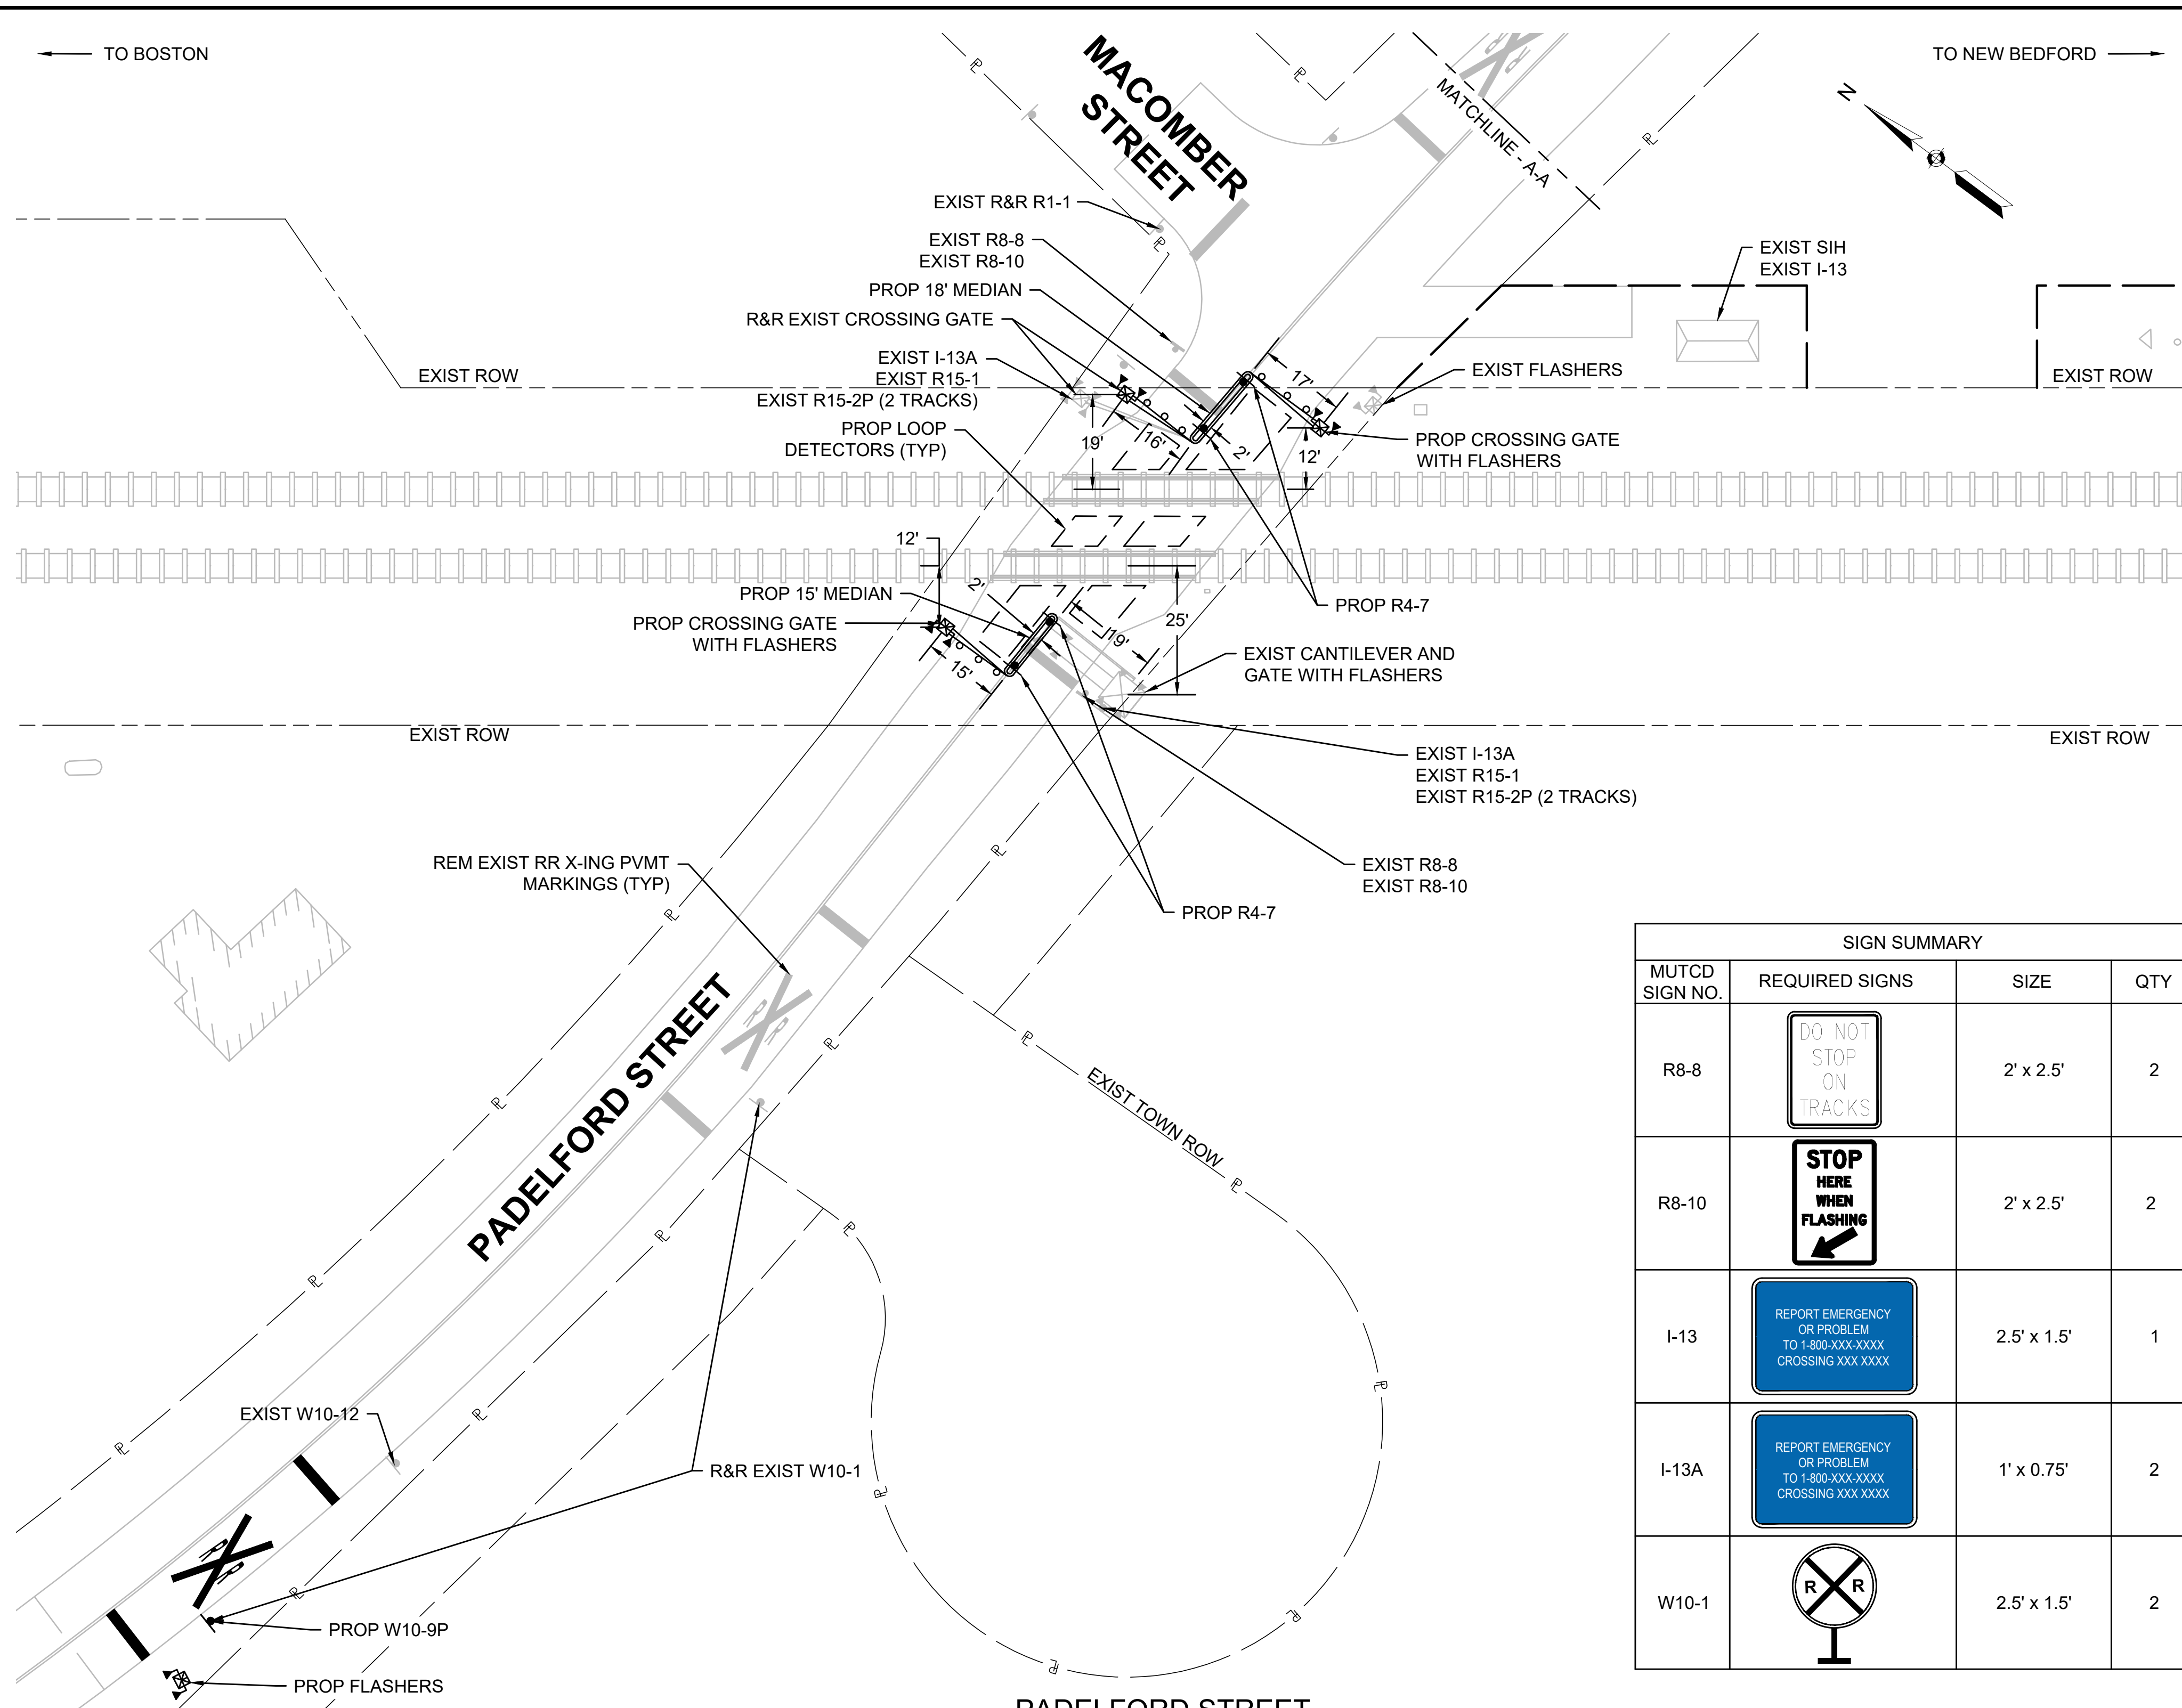 TO BOSTON
TO NEW BEDFORD
MACOMBER
STREET
MATCHLINE - A-A
N
EXIST R&R R1-1
EXIST R8-8
EXIST R8-10
PROP 18' MEDIAN
R&R EXIST CROSSING GATE
EXIST I-13A
EXIST R15-1
EXIST R15-2P (2 TRACKS)
PROP LOOP
DETECTORS (TYP)
EXIST SIH
EXIST I-13
EXIST ROW
EXIST FLASHERS
EXIST ROW
PROP CROSSING GATE
WITH FLASHERS
17'
19'
16'
2'
12'
12'
2'
PROP 15' MEDIAN
PROP CROSSING GATE
WITH FLASHERS
15'
19'
25'
PROP R4-7
EXIST CANTILEVER AND
GATE WITH FLASHERS
EXIST ROW
EXIST ROW
EXIST I-13A
EXIST R15-1
EXIST R15-2P (2 TRACKS)
EXIST R8-8
EXIST R8-10
PROP R4-7
REM EXIST RR X-ING PVMT
MARKINGS (TYP)
PADELFORD STREET
EXIST TOWN ROW
EXIST W10-12
R&R EXIST W10-1
PROP W10-9P
PROP FLASHERS
R R
R R
PADELFORD STREET
SIGN SUMMARY
MUTCD
SIGN NO.
REQUIRED SIGNS
SIZE
QTY
R8-8
DO NOT
STOP
ON
TRACKS
2' x 2.5'
2
R8-10
STOP
HERE
WHEN
FLASHING
2' x 2.5'
2
I-13
REPORT EMERGENCY
OR PROBLEM
TO 1-800-XXX-XXXX
CROSSING XXX XXXX
2.5' x 1.5'
1
I-13A
REPORT EMERGENCY
OR PROBLEM
TO 1-800-XXX-XXXX
CROSSING XXX XXXX
1' x 0.75'
2
W10-1
R R
2.5' x 1.5'
2